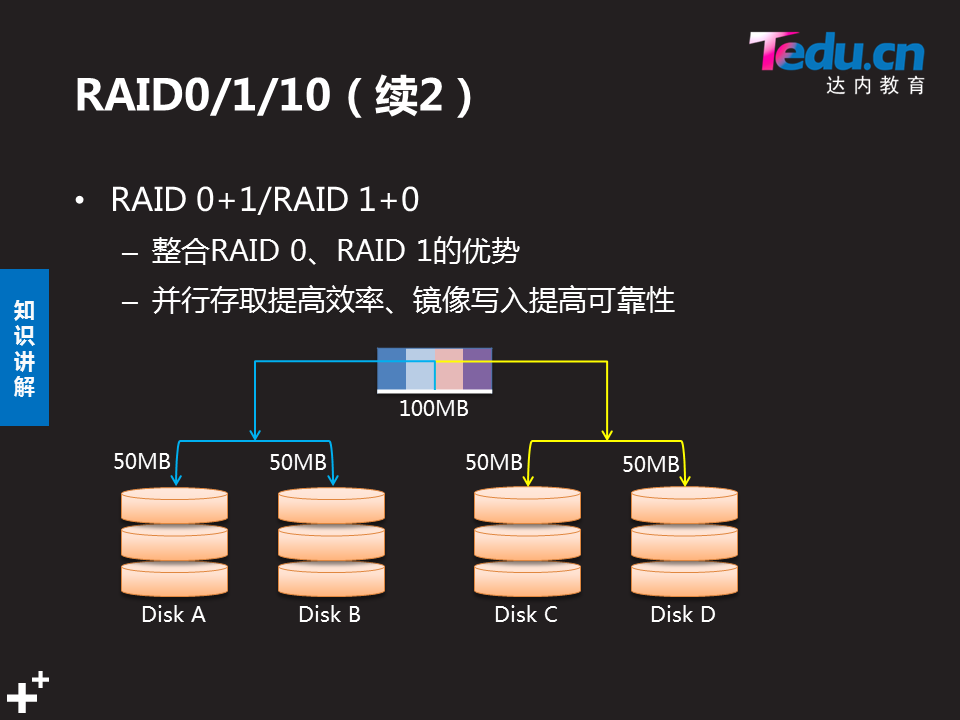 Tedu.cn
达内教育
RAID0/1/10（续2）
• RAID 0+1/RAID 1+0
– 整合RAID 0、RAID 1的优势
– 并行存取提高效率、镜像写入提高可靠性
知识讲解
100MB
50MB 50MB 50MB 50MB
Disk A Disk B Disk C Disk D